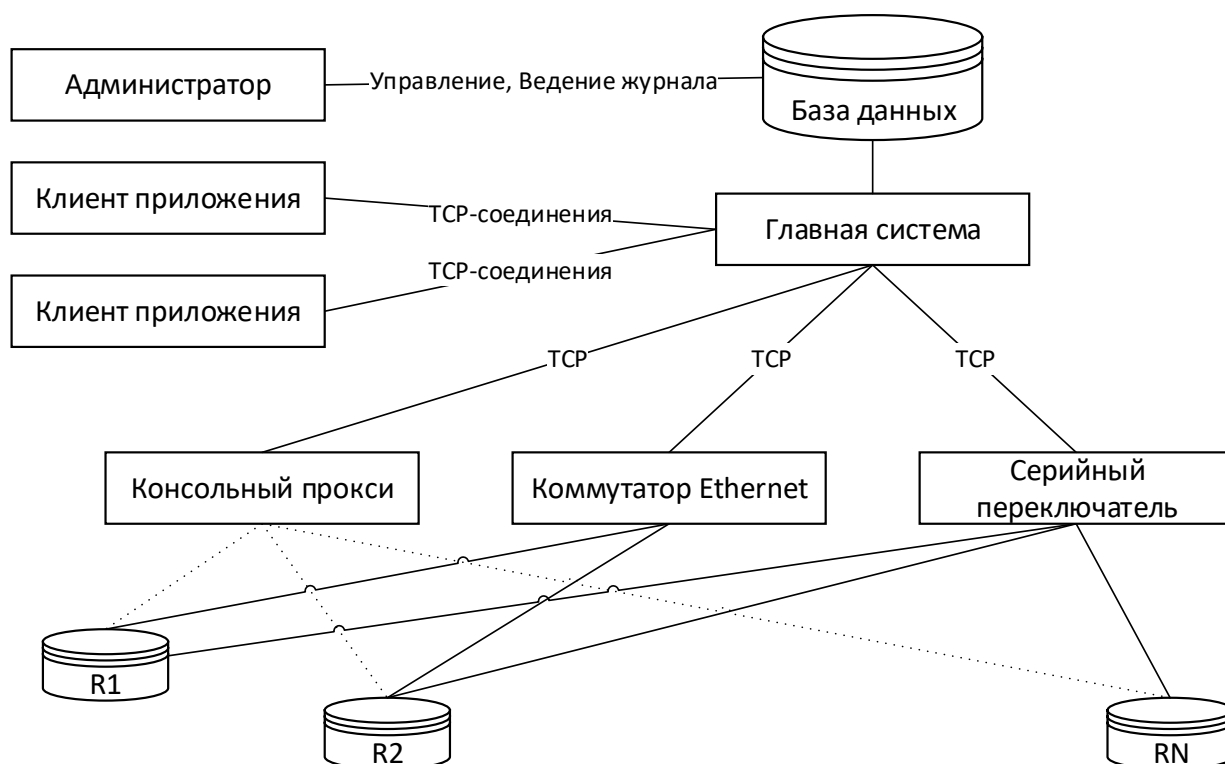 Администратор
Управление, Ведение журнала
База данных
Клиент приложения
TCP-соединения
Главная система
Клиент приложения
TCP-соединения
TCP
TCP
TCP
Консольный прокси
Коммутатор Ethernet
Серийный
переключатель
R1
R2
RN